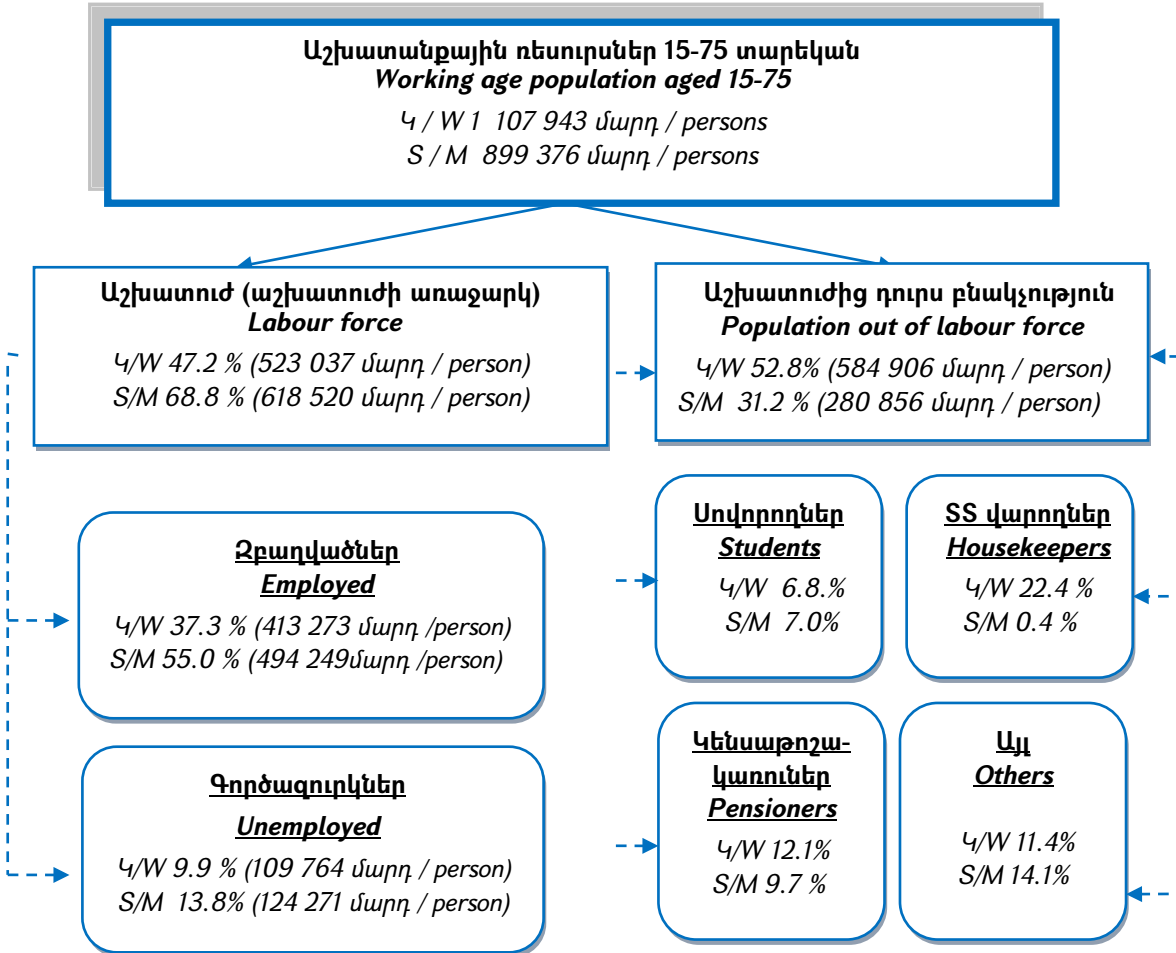 Աշխատանքային ռեսուրսներ 15-75 տարեկան
Working age population aged 15-75
Կ / W 1 107 943 մարդ / persons
Տ / M 899 376 մարդ / persons
Աշխատուժ (աշխատուժի առաջարկ)
Labour force
Կ/W 47.2 % (523 037 մարդ / person)
Տ/M 68.8 % (618 520 մարդ / person)
Աշխատուժից դուրս բնակչություն
Population out of labour force
Կ/W 52.8% (584 906 մարդ / person)
Տ/M 31.2 % (280 856 մարդ / person)
Զբաղվածներ
Employed
Կ/W 37.3 % (413 273 մարդ /person)
Տ/M 55.0 % (494 249մարդ /person)
Գործազուրկներ
Unemployed
Կ/W 9.9 % (109 764 մարդ / person)
Տ/M 13.8% (124 271 մարդ / person)
Սովորողներ
Students
Կ/W 6.8.%
Տ/M 7.0%
ՏՏ վարողներ
Housekeepers
Կ/W 22.4 %
Տ/M 0.4 %
Կենսաթոշա-
կառուներ
Pensioners
Կ/W 12.1%
Տ/M 9.7 %
Այլ
Others
Կ/W 11.4%
Տ/M 14.1%